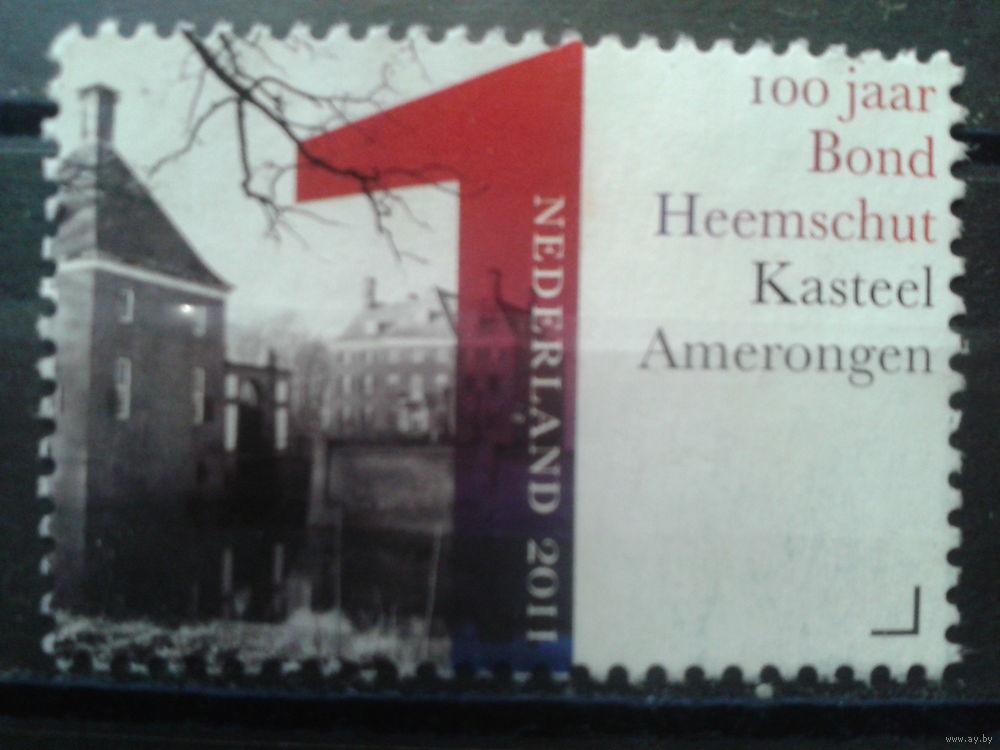 1
NEDERLAND 2011
100 jaar
Bond
Heemschut
Kasteel
Amerongen
www.ay.by